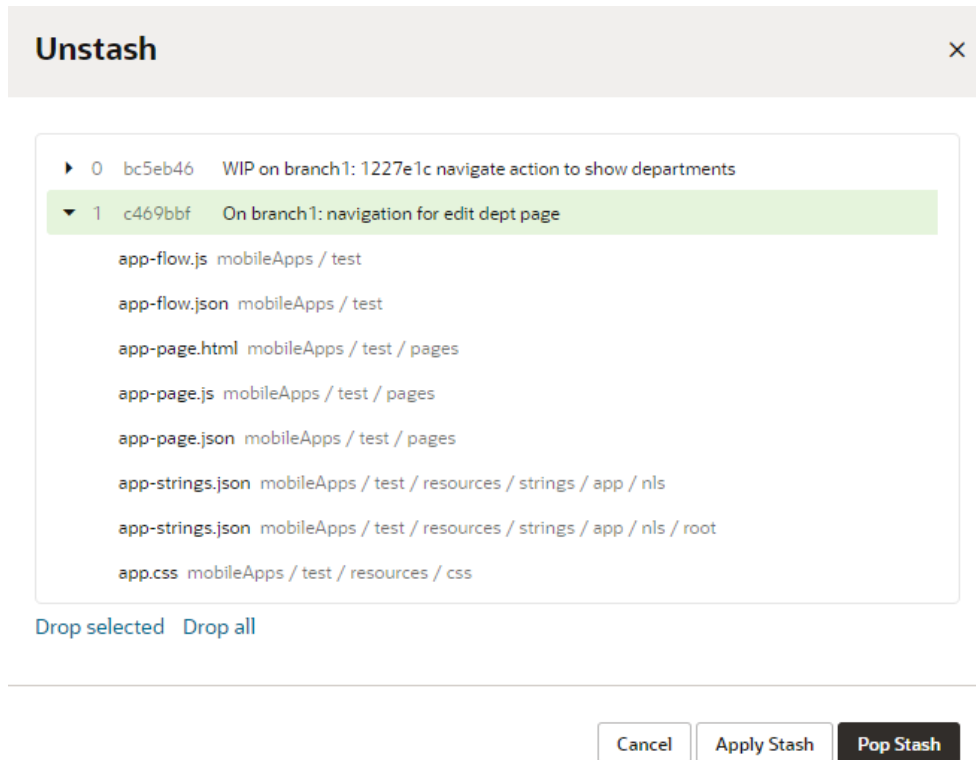 Unstash
0 bc5eb46 WIP on branch1: 1227e1c navigate action to show departments
1 c469bbf On branch1: navigation for edit dept page
app-flow.js mobileApps / test
app-flow.json mobileApps / test
app-page.html mobileApps / test / pages
app-page.js mobileApps / test / pages
app-page.json mobileApps / test / pages
app-strings.json mobileApps / test / resources / strings / app / nls
app-strings.json mobileApps / test / resources / strings / app / nls / root
app.css mobileApps / test / resources / css
Drop selected Drop all
Cancel Apply Stash Pop Stash